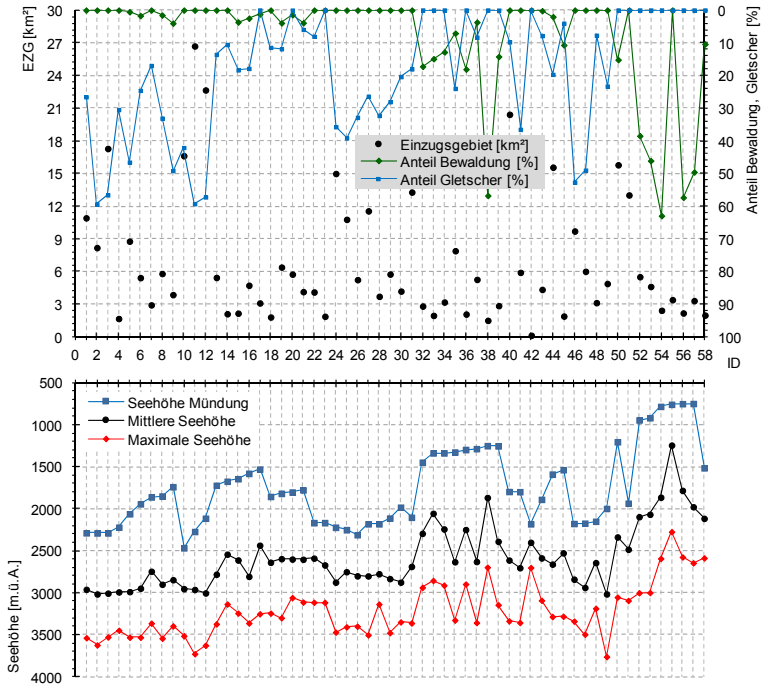 EZG [km²]
30
27
24
21
18
15
12
9
6
3
0
Einzugsgebiet [km²]
Anteil Bewaldung [%]
Anteil Gletscher [%]
0
10
20
30
40
50
60
70
80
90
100
Anteil Bewaldung, Gletscher [%]
0 2 4 6 8 10 12 14 16 18 20 22 24 26 28 30 32 34 36 38 40 42 44 46 48 50 52 54 56 58
ID
Seehöhe [m.ü.A.]
500
1000
1500
2000
2500
3000
3500
4000
Seehöhe Mündung
Mittlere Seehöhe
Maximale Seehöhe